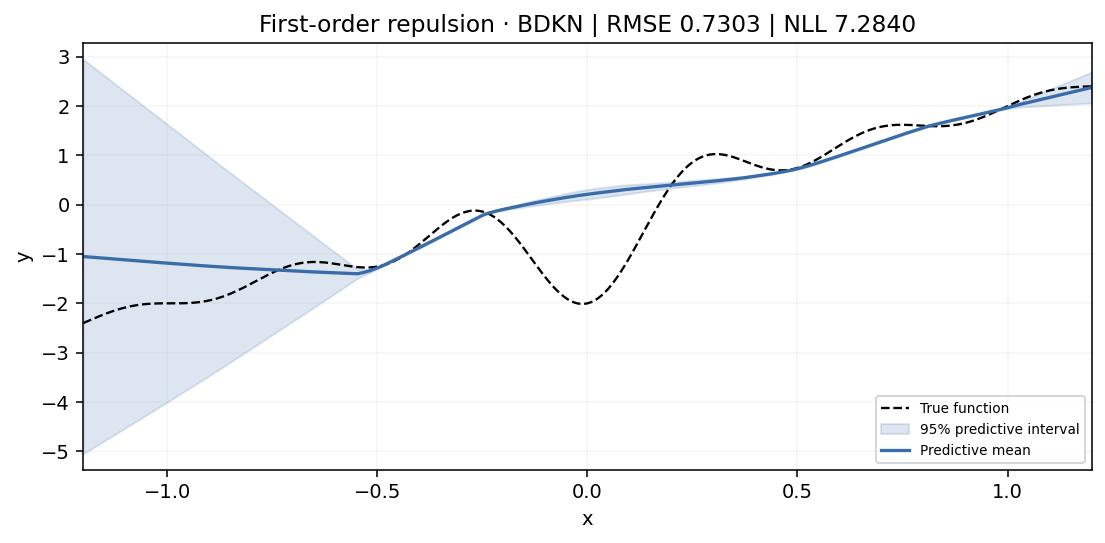 First-order repulsion · BDKN | RMSE 0.7303 | NLL 7.2840
3
2
1
0
−1
−2
−3
−4
−5
y
−1.0
−0.5
0.0
0.5
1.0
x
True function
95% predictive interval
Predictive mean